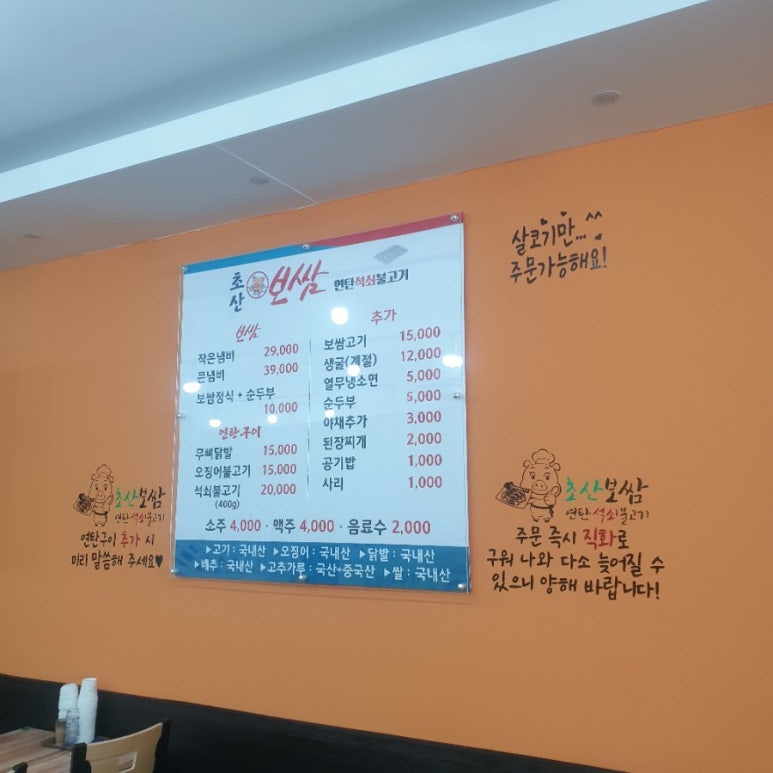 초산 보쌈 연탄석쇠불고기
보쌈
작은냄비 29,000
큰냄비 39,000
보쌈정식 + 순두부
10,000
연탄구이
무뼈닭발 15,000
오징어불고기 15,000
석쇠불고기 20,000
(400g)
추가
보쌈고기 15,000
생굴(계절) 12,000
열무냉소면 5,000
순두부 5,000
야채추가 3,000
된장찌개 2,000
공기밥 1,000
사리 1,000
소주 4,000 · 맥주 4,000 · 음료수 2,000
▶고기 : 국내산 ▶오징어 : 국내산 ▶닭발 : 국내산
▶배추 : 국내산 ▶고추가루 : 국산+중국산 ▶쌀 : 국내산
살코기만...^^
주문가능해요!
초산보쌈
연탄석쇠불고기
연탄구이 추가 시
미리 말씀해 주세요♥
초산보쌈
연탄석쇠불고기
주문 즉시 직화로
구워 나와 다소 늦어질 수
있으니 양해 바랍니다!